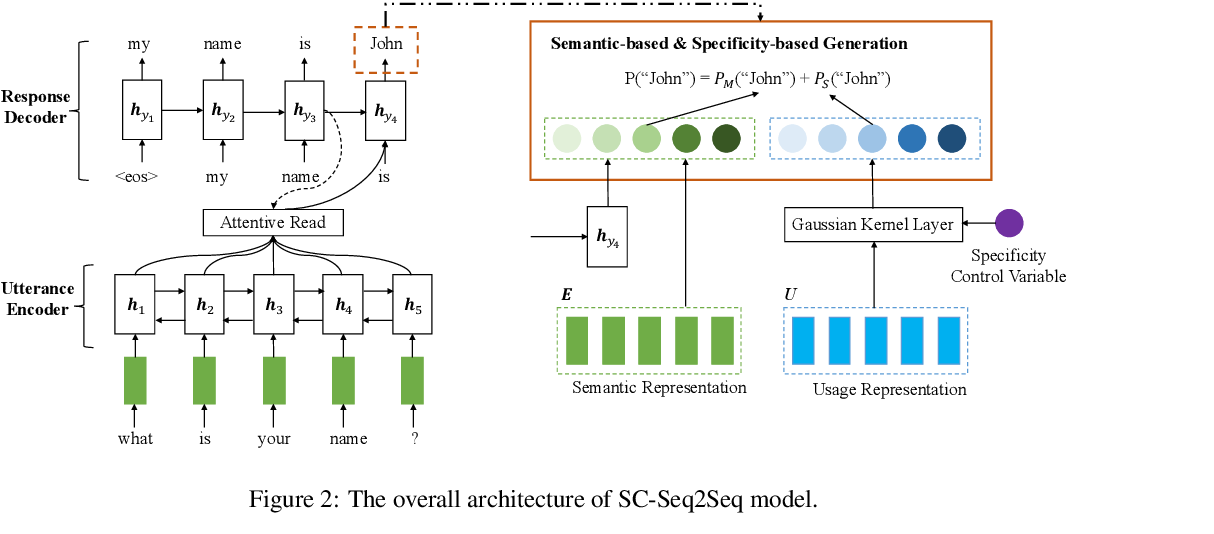 my name is John
Semantic-based & Specificity-based Generation
P(“John”) = P_M(“John”) + P_S(“John”)
Response
Decoder
h_{y_1} h_{y_2} h_{y_3} h_{y_4}
<eos> my name is
Attentive Read
h_{y_4}
Gaussian Kernel Layer
Specificity
Control Variable
Utterance
Encoder
h_1 h_2 h_3 h_4 h_5
E
U
Semantic Representation
Usage Representation
what is your name ?
Figure 2: The overall architecture of SC-Seq2Seq model.